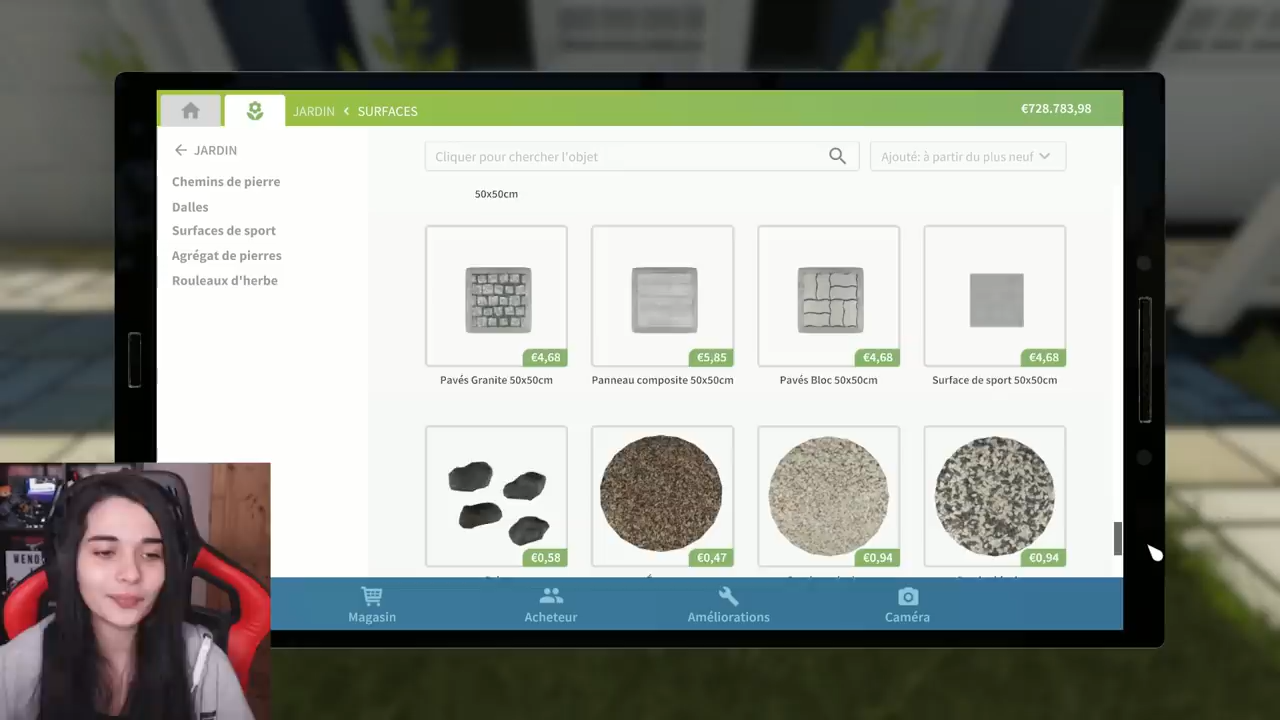 JARDIN < SURFACES
€728.783,98
← JARDIN
Chemins de pierre
Dalles
Surfaces de sport
Agrégat de pierres
Rouleaux d'herbe
Cliquer pour chercher l'objet
Ajouté: à partir du plus neuf
50x50cm
€4,68
€5,85
€4,68
€4,68
Pavés Granite 50x50cm
Panneau composite 50x50cm
Pavés Bloc 50x50cm
Surface de sport 50x50cm
€0,58
€0,47
€0,94
€0,94
Magasin
Acheteur
Améliorations
Caméra